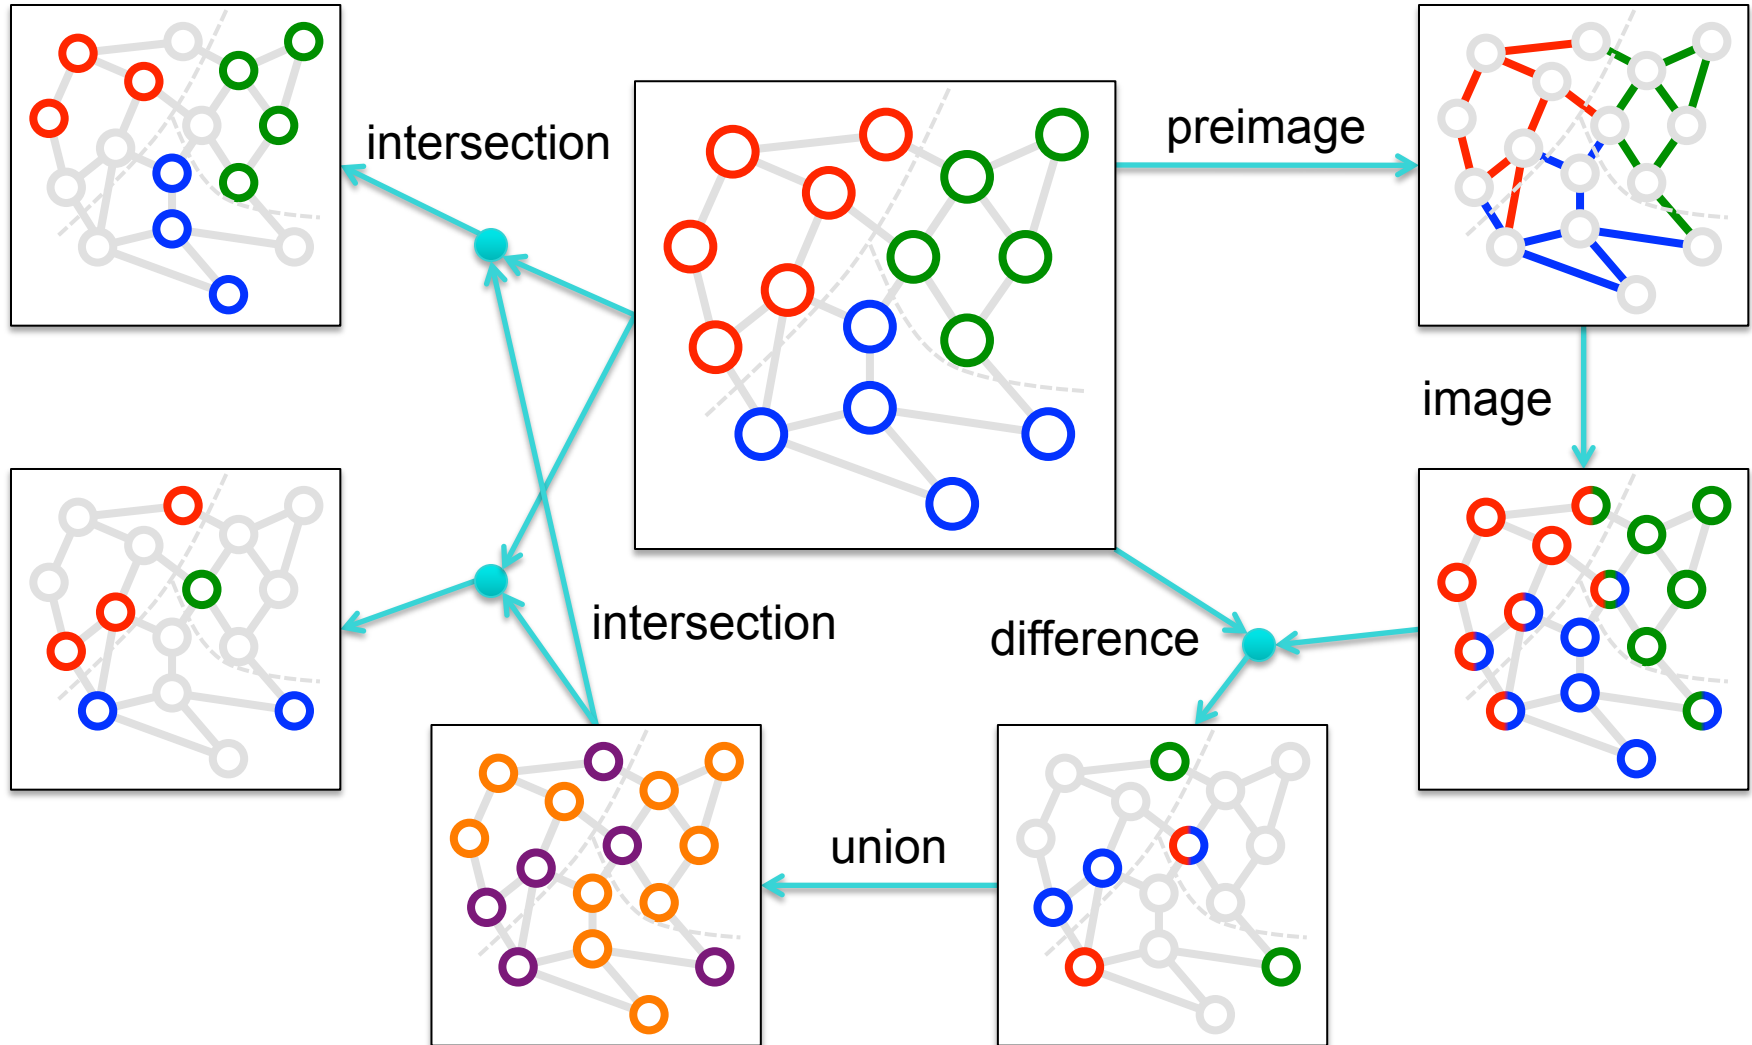 intersection
preimage
image
intersection
difference
union